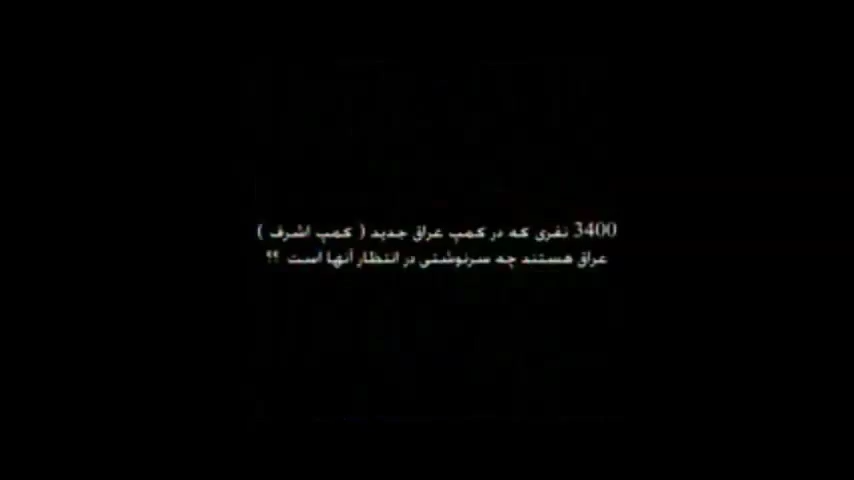 3400 نفری که در کمپ عراق جدید ( کمپ اشرف )
عراق هستند چه سرنوشتی در انتظار آنها است ؟؟